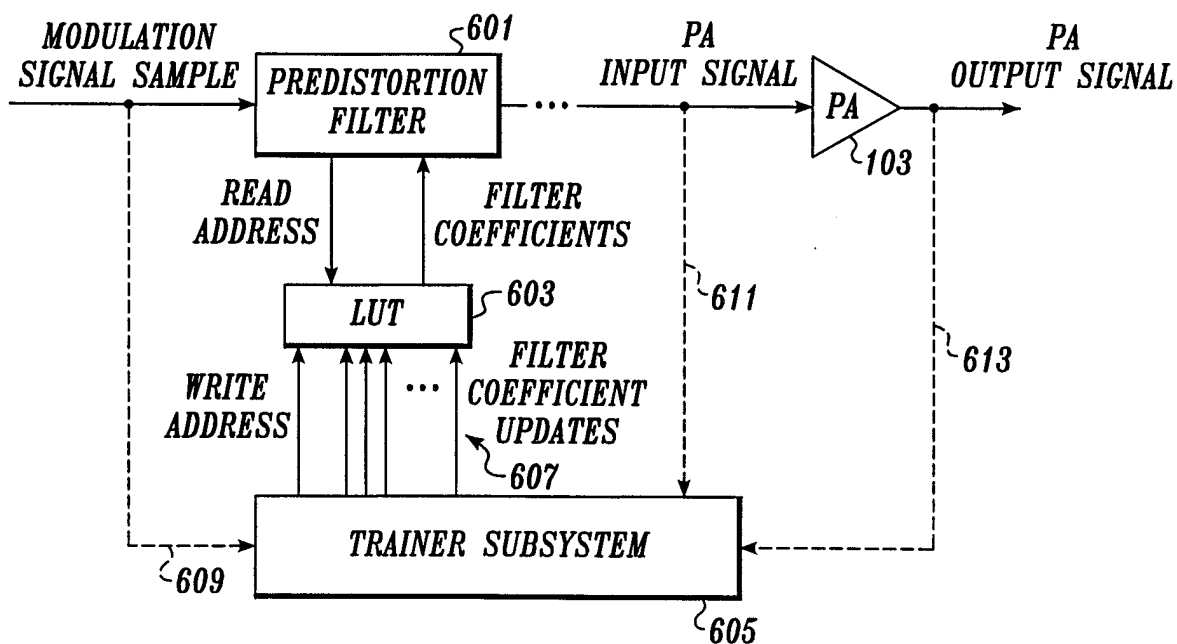 MODULATION
SIGNAL SAMPLE
601
PREDISTORTION
FILTER
PA
INPUT SIGNAL
PA
OUTPUT SIGNAL
PA
103
READ
ADDRESS
FILTER
COEFFICIENTS
LUT
603
611
613
WRITE
ADDRESS
FILTER
COEFFICIENT
UPDATES
607
TRAINER SUBSYSTEM
609
605